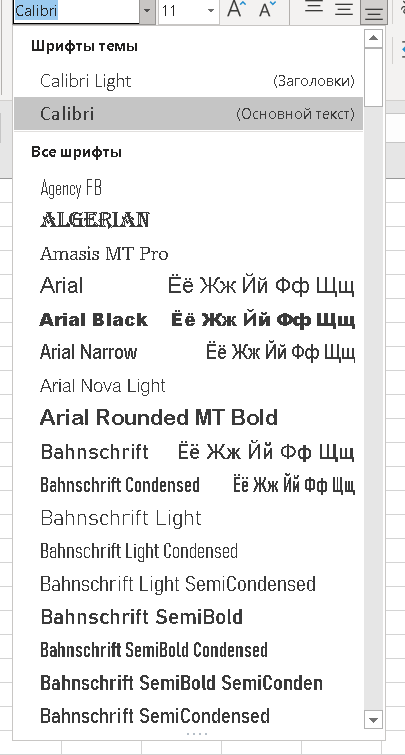 Calibri 11
Шрифты темы
Calibri Light (Заголовки)
Calibri (Основной текст)
Все шрифты
Agency FB
ALGERIAN
Amasis MT Pro
Arial Ёё Жж Йй Фф Щщ
Arial Black Ёё Жж Йй Фф Щщ
Arial Narrow Ёё Жж Йй Фф Щщ
Arial Nova Light
Arial Rounded MT Bold
Bahnschrift Ёё Жж Йй Фф Щщ
Bahnschrift Condensed Ёё Жж Йй Фф Щщ
Bahnschrift Light
Bahnschrift Light Condensed
Bahnschrift Light SemiCondensed
Bahnschrift SemiBold
Bahnschrift SemiBold Condensed
Bahnschrift SemiBold SemiConden
Bahnschrift SemiCondensed